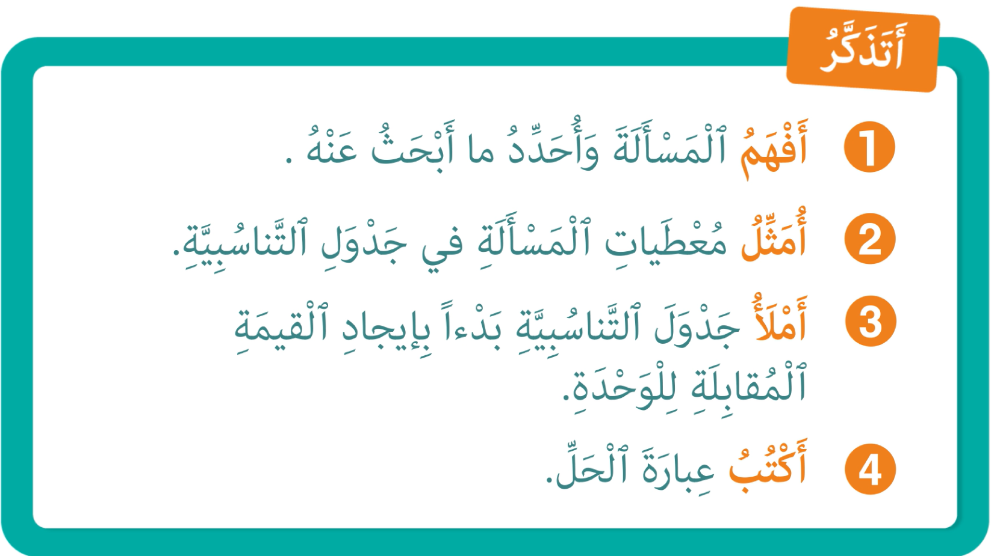 أَتَذَكَّرُ
1 أَفْهَمُ ٱلْمَسْأَلَةَ وَأُحَدِّدُ ما أَبْحَثُ عَنْهُ .
2 أُمَثِّلُ مُعْطَياتِ ٱلْمَسْأَلَةِ في جَدْوَلِ ٱلتَّناسُبِيَّةِ.
3 أَمْلَأُ جَدْوَلَ ٱلتَّناسُبِيَّةِ بَدْءاً بِإيجادِ ٱلْقيمَةِ
ٱلْمُقابِلَةِ لِلْوَحْدَةِ.
4 أَكْتُبُ عِبارَةَ ٱلْحَلِّ.